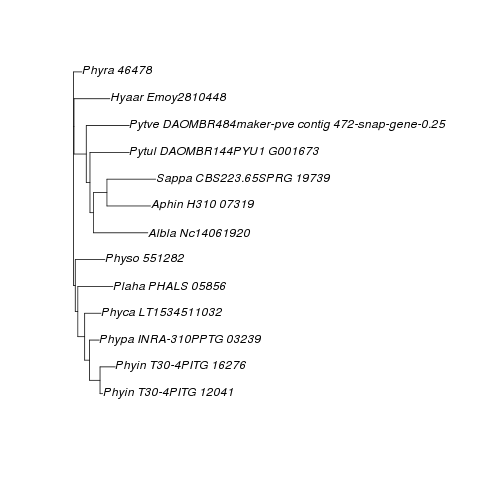 Phyra 46478
Hyaar Emoy2810448
Pytve DAOMBR484maker-pve contig 472-snap-gene-0.25
Pytul DAOMBR144PYU1 G001673
Sappa CBS223.65SPRG 19739
Aphin H310 07319
Albla Nc14061920
Physo 551282
Plaha PHALS 05856
Phyca LT1534511032
Phypa INRA-310PPTG 03239
Phyin T30-4PITG 16276
Phyin T30-4PITG 12041